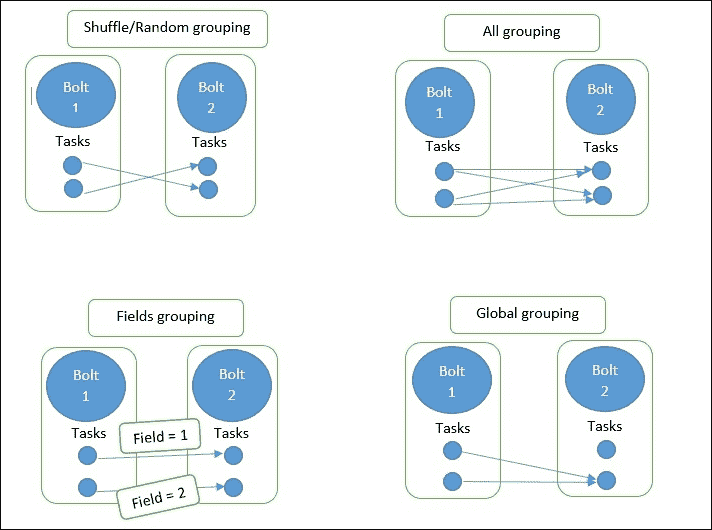 Shuffle/Random grouping
Bolt
1
Bolt
2
Tasks
Tasks
All grouping
Bolt
1
Bolt
2
Tasks
Tasks
Fields grouping
Bolt
1
Bolt
2
Tasks
Tasks
Field = 1
Field = 2
Global grouping
Bolt
1
Bolt
2
Tasks
Tasks